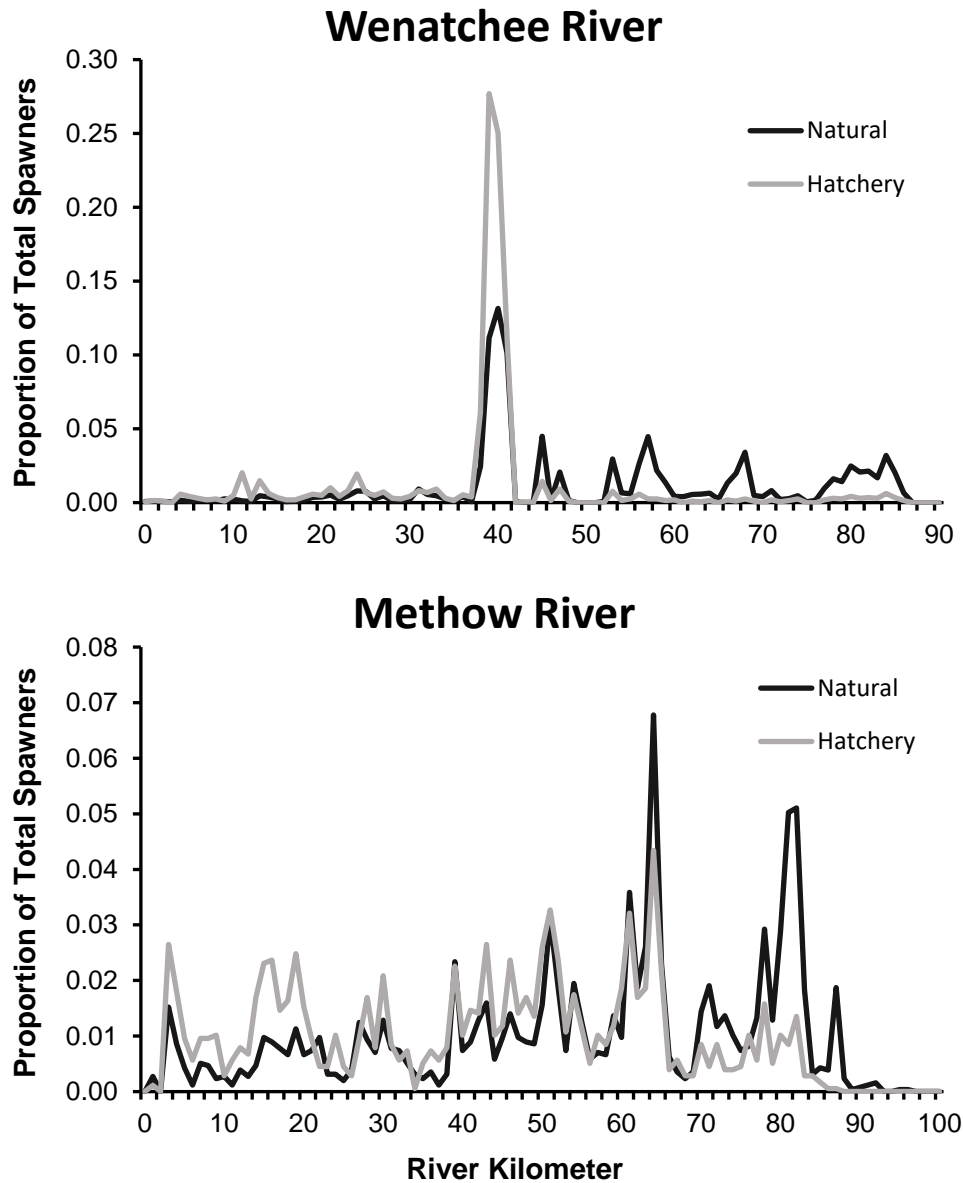 Wenatchee River
Proportion of Total Spawners
0.30
0.25
0.20
0.15
0.10
0.05
0.00
Natural
Hatchery
0 10 20 30 40 50 60 70 80 90
Methow River
Proportion of Total Spawners
0.08
0.07
0.06
0.05
0.04
0.03
0.02
0.01
0.00
Natural
Hatchery
0 10 20 30 40 50 60 70 80 90 100
River Kilometer